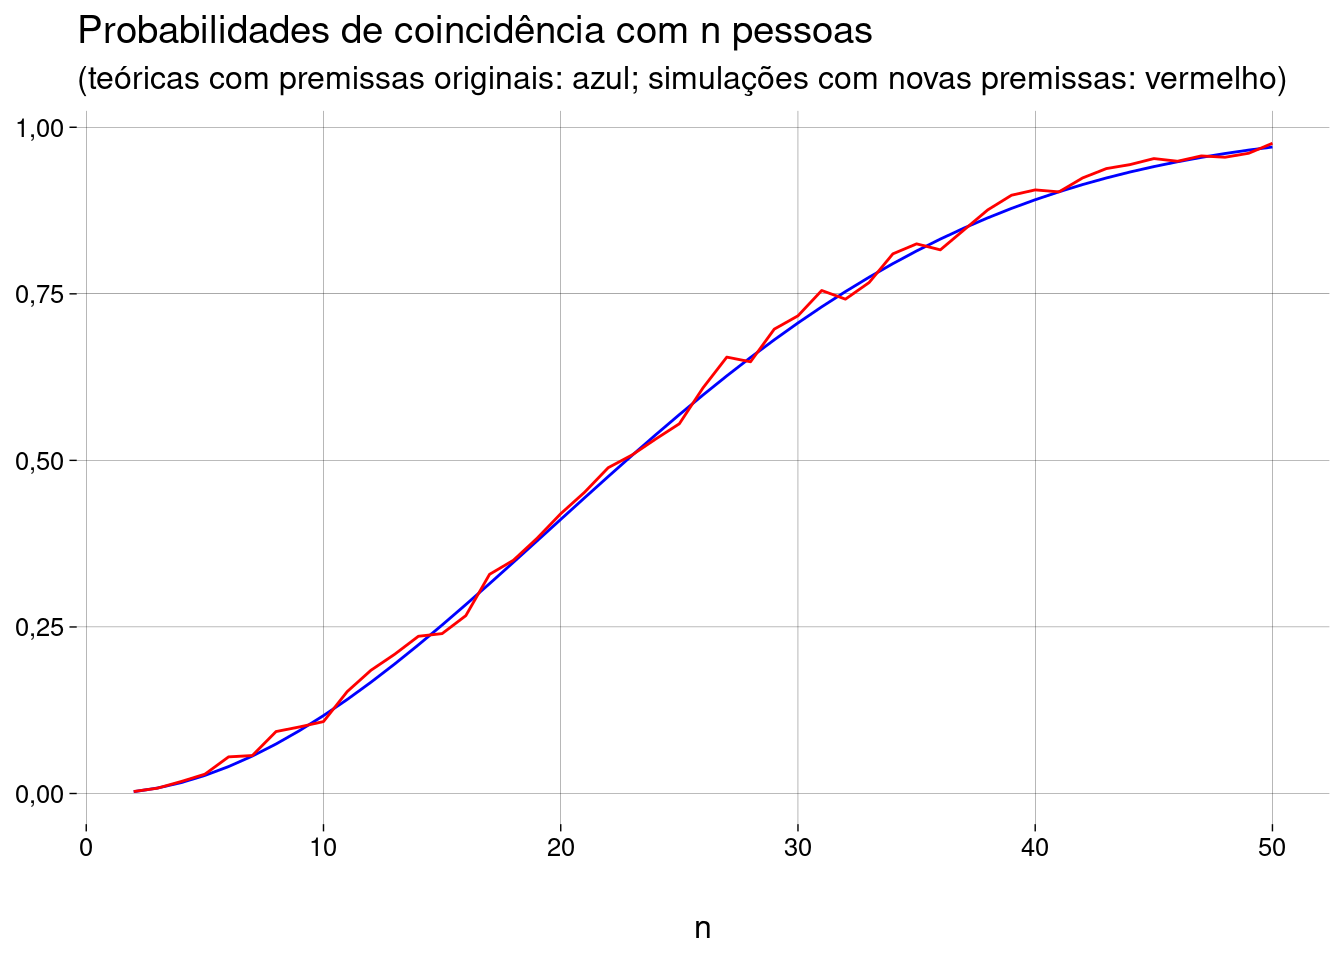 Probabilidades de coincidência com n pessoas
(teóricas com premissas originais: azul; simulações com novas premissas: vermelho)
1,00
0,75
0,50
0,25
0,00
0 10 20 30 40 50
n